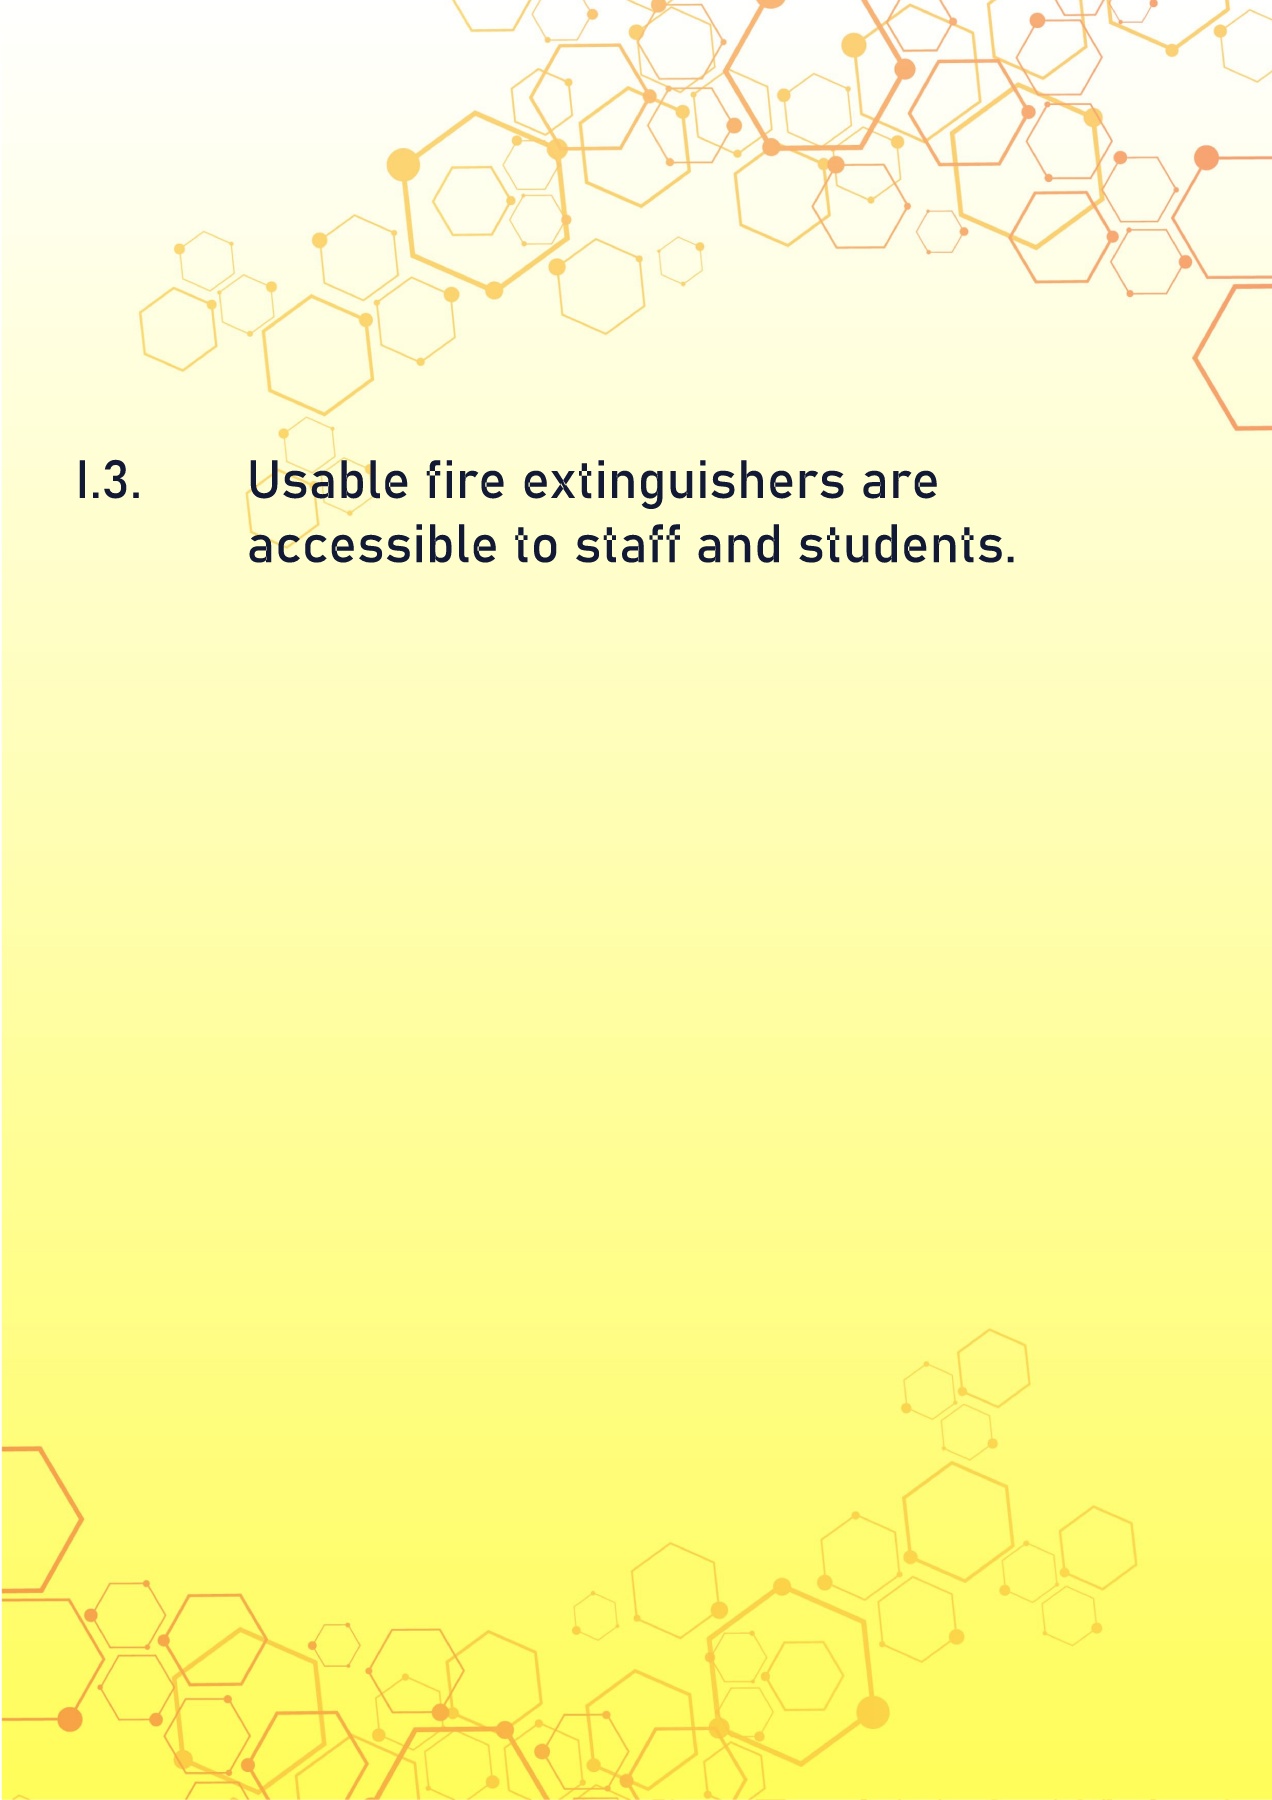 I.3. Usable fire extinguishers are
accessible to staff and students.